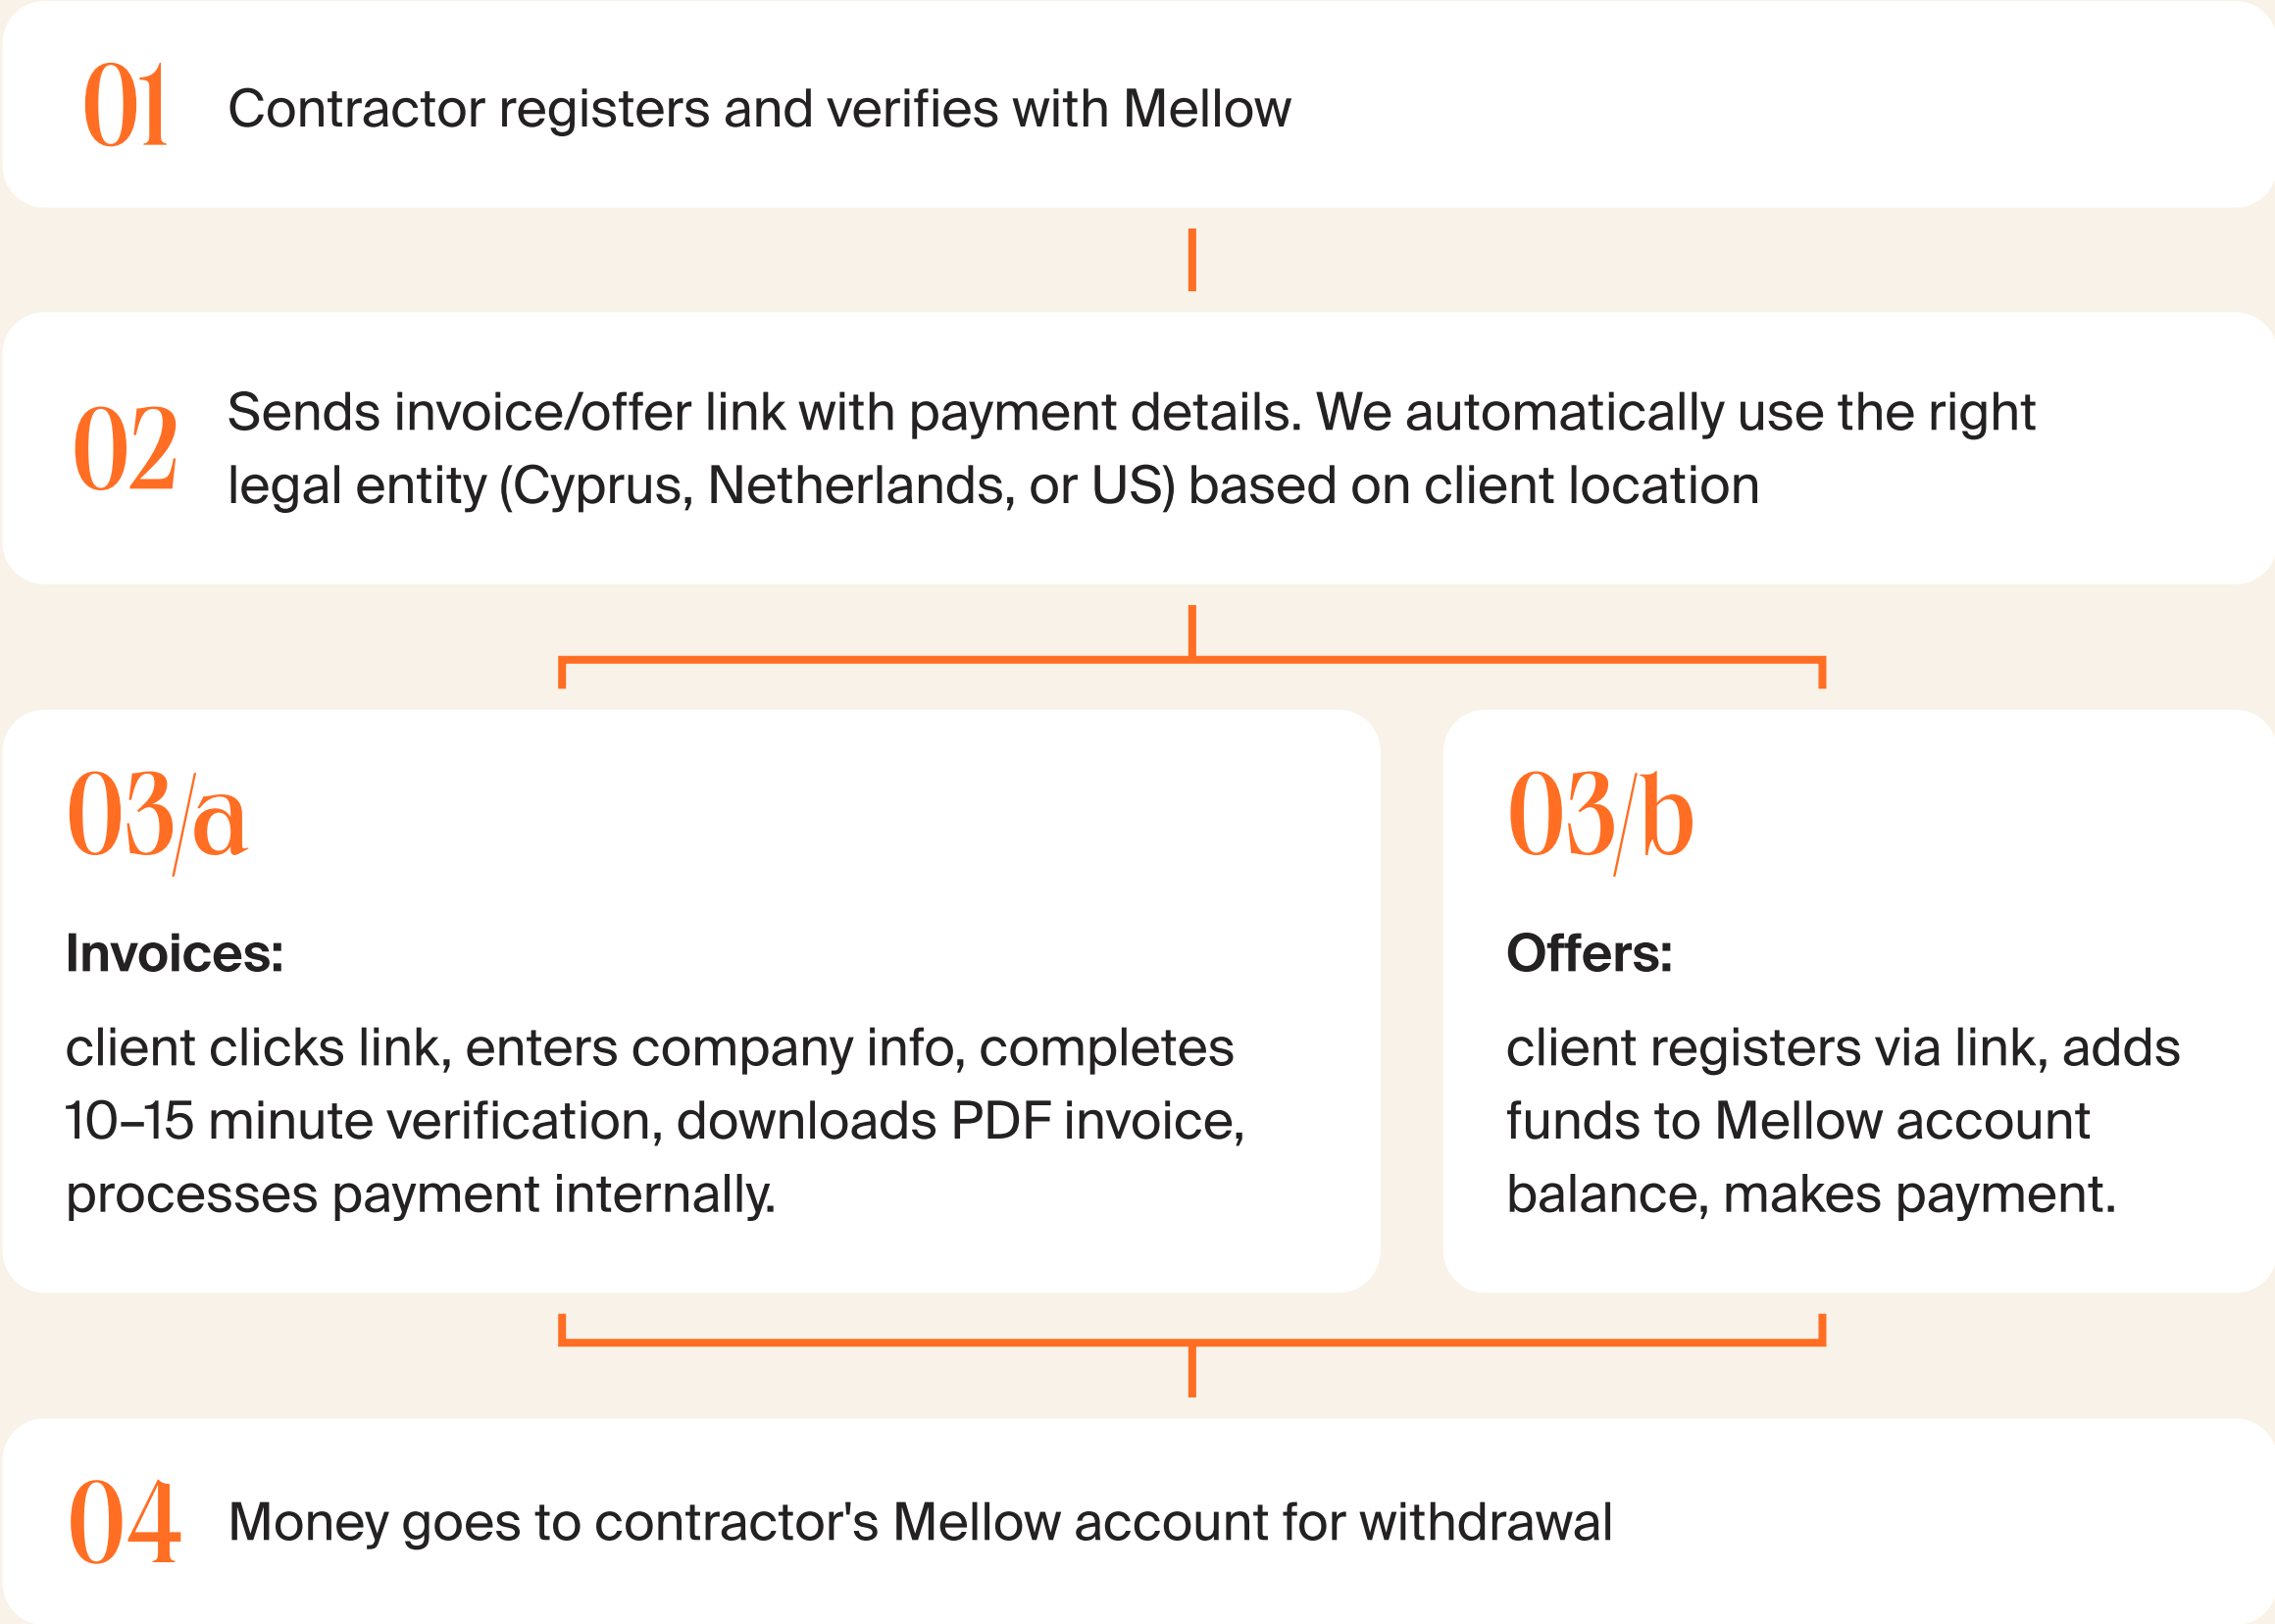 01
Contractor registers and verifies with Mellow
02
Sends invoice/offer link with payment details. We automatically use the right
legal entity (Cyprus, Netherlands, or US) based on client location
03/a
Invoices:
client clicks link, enters company info, completes
10–15 minute verification, downloads PDF invoice,
processes payment internally.
03/b
Offers:
client registers via link, adds
funds to Mellow account
balance, makes payment.
04
Money goes to contractor's Mellow account for withdrawal